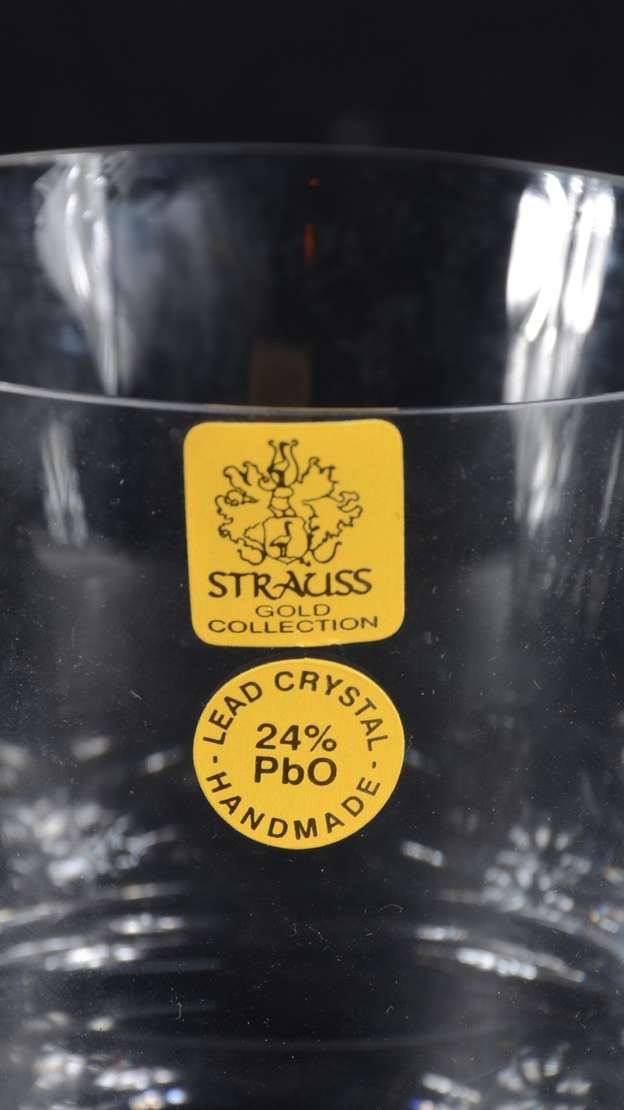 STRAUSS
GOLD
COLLECTION
LEAD CRYSTAL
24%
PbO
- HANDMADE -